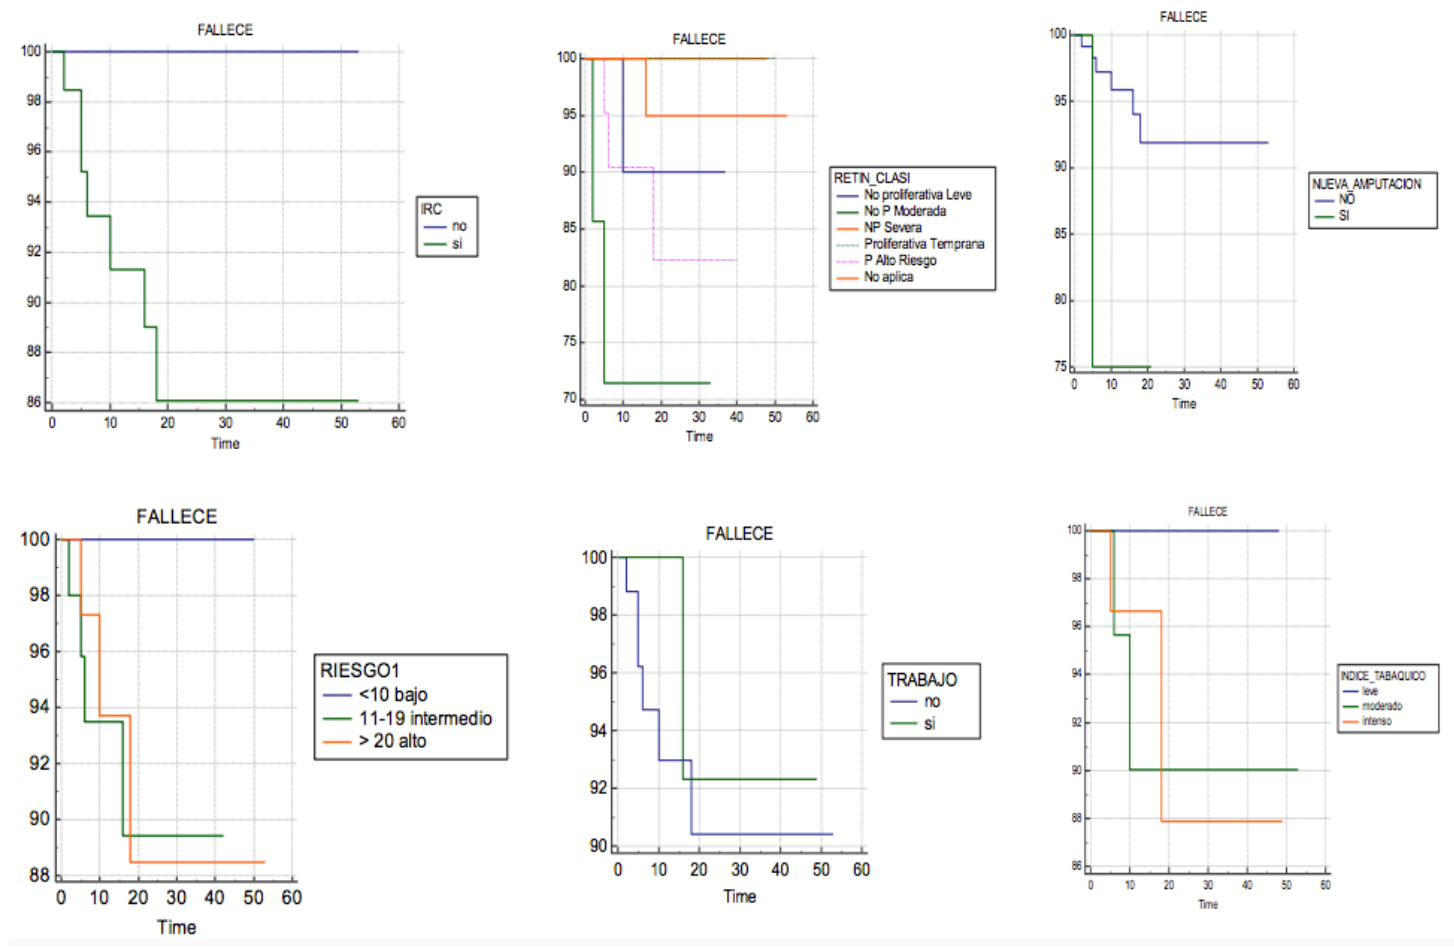 FALLECE
100
98
96
94
92
90
88
86
0 10 20 30 40 50 60
Time
IRC
no
si
FALLECE
100
95
90
85
80
75
70
0 10 20 30 40 50 60
Time
RETIN_CLASI
No proliferativa Leve
No P Moderada
NP Severa
Proliferativa Temprana
P Alto Riesgo
No aplica
FALLECE
100
95
90
85
80
75
0 10 20 30 40 50 60
Time
NUEVA_AMPUTACION
NO
SI
FALLECE
100
98
96
94
92
90
88
0 10 20 30 40 50 60
Time
RIESGO1
<10 bajo
11-19 intermedio
> 20 alto
FALLECE
100
98
96
94
92
90
0 10 20 30 40 50 60
Time
TRABAJO
no
si
FALLECE
100
98
96
94
92
90
88
86
0 10 20 30 40 50 60
Time
INDICE_TABAQUICO
leve
moderado
intenso